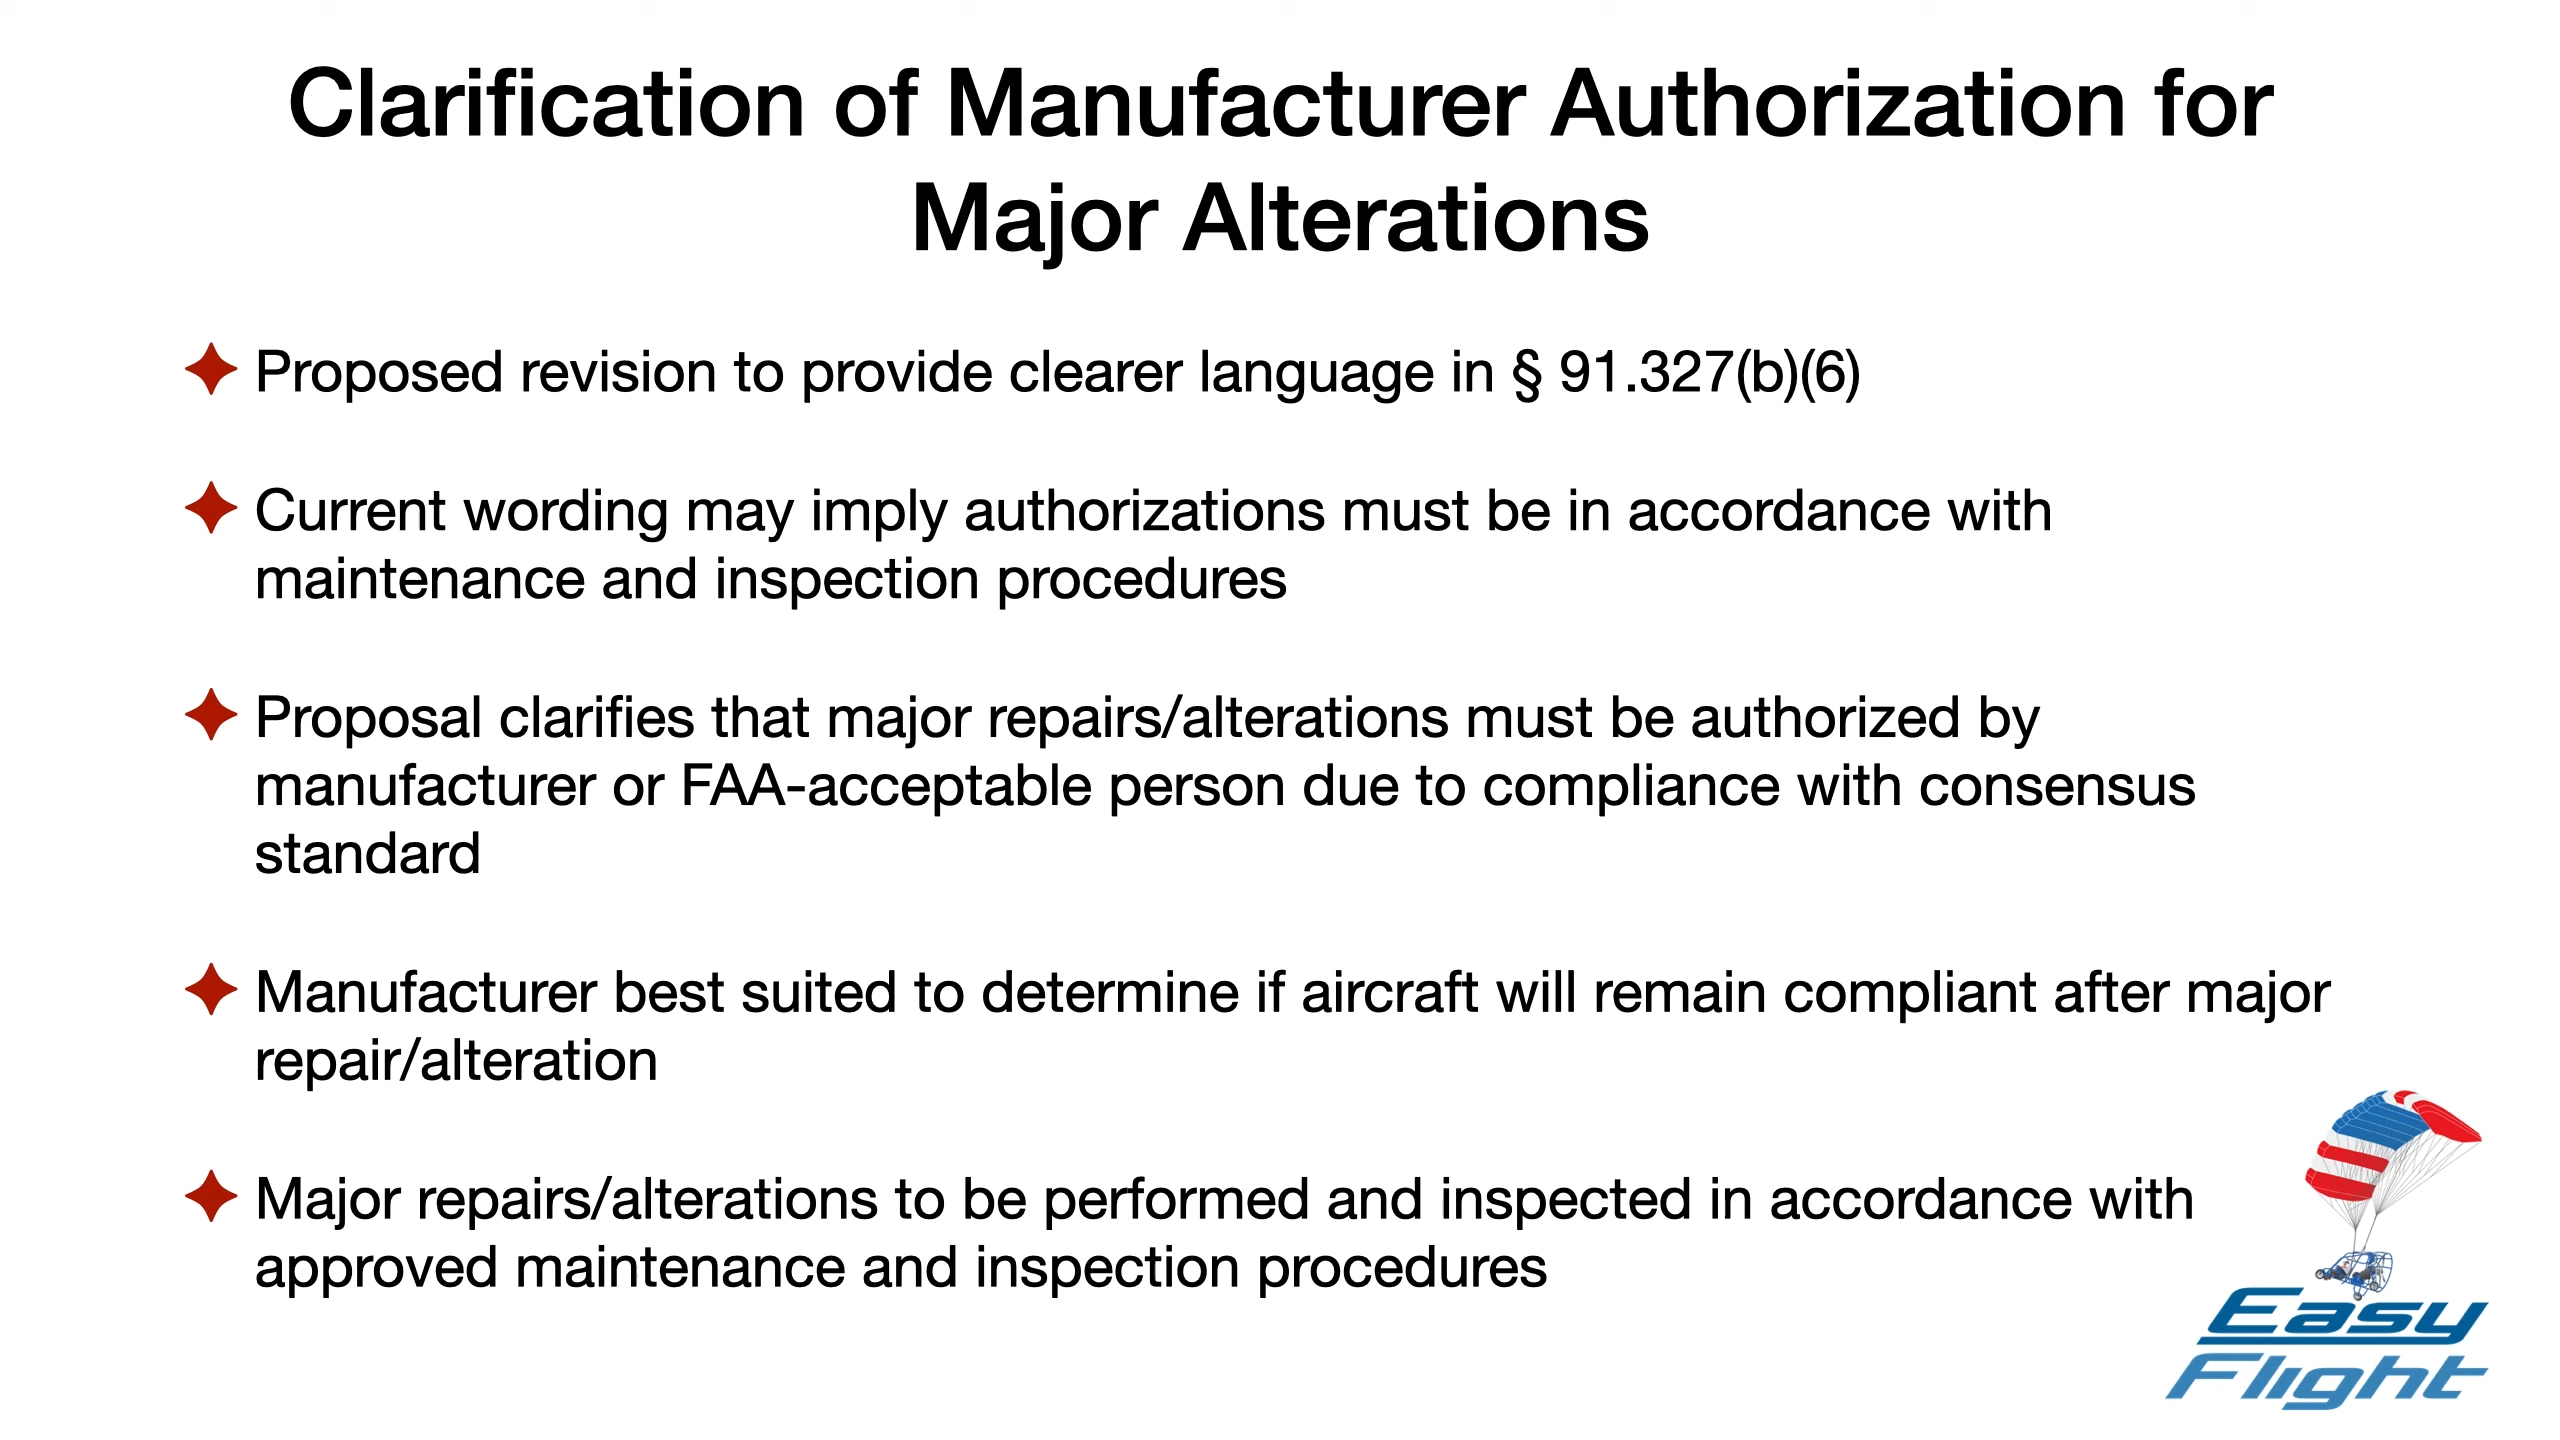 Clarification of Manufacturer Authorization for
Major Alterations
Proposed revision to provide clearer language in § 91.327(b)(6)
Current wording may imply authorizations must be in accordance with
maintenance and inspection procedures
Proposal clarifies that major repairs/alterations must be authorized by
manufacturer or FAA-acceptable person due to compliance with consensus
standard
Manufacturer best suited to determine if aircraft will remain compliant after major
repair/alteration
Major repairs/alterations to be performed and inspected in accordance with
approved maintenance and inspection procedures
Easy
Flight